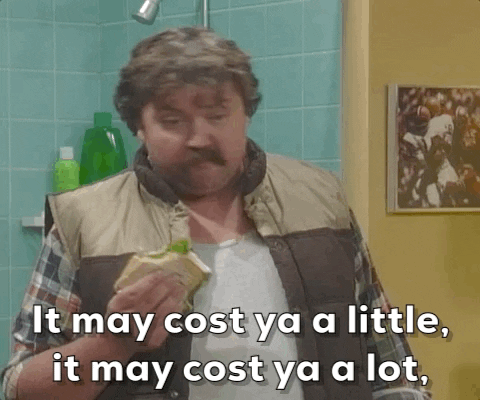 It may cost ya a little,
it may cost ya a lot,